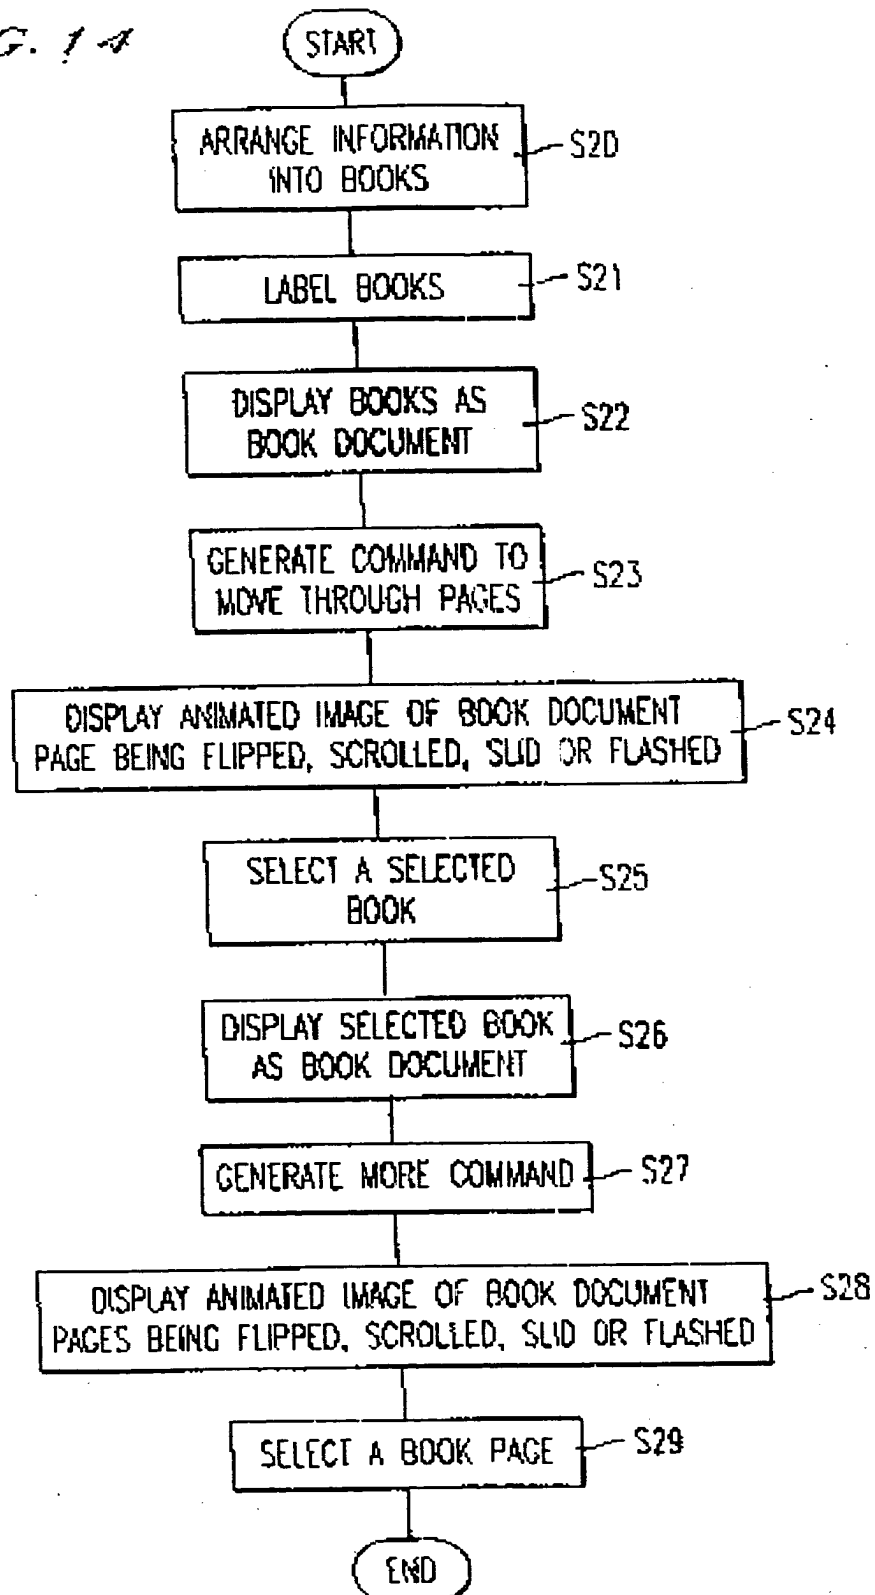 G. 14
START
ARRANGE INFORMATION
INTO BOOKS
S20
LABEL BOOKS
S21
DISPLAY BOOKS AS
BOOK DOCUMENT
S22
GENERATE COMMAND TO
MOVE THROUGH PAGES
S23
DISPLAY ANIMATED IMAGE OF BOOK DOCUMENT
PAGE BEING FLIPPED, SCROLLED, SLID OR FLASHED
S24
SELECT A SELECTED
BOOK
S25
DISPLAY SELECTED BOOK
AS BOOK DOCUMENT
S26
GENERATE MORE COMMAND
S27
DISPLAY ANIMATED IMAGE OF BOOK DOCUMENT
PAGES BEING FLIPPED, SCROLLED, SLID OR FLASHED
S28
SELECT A BOOK PAGE
S29
END